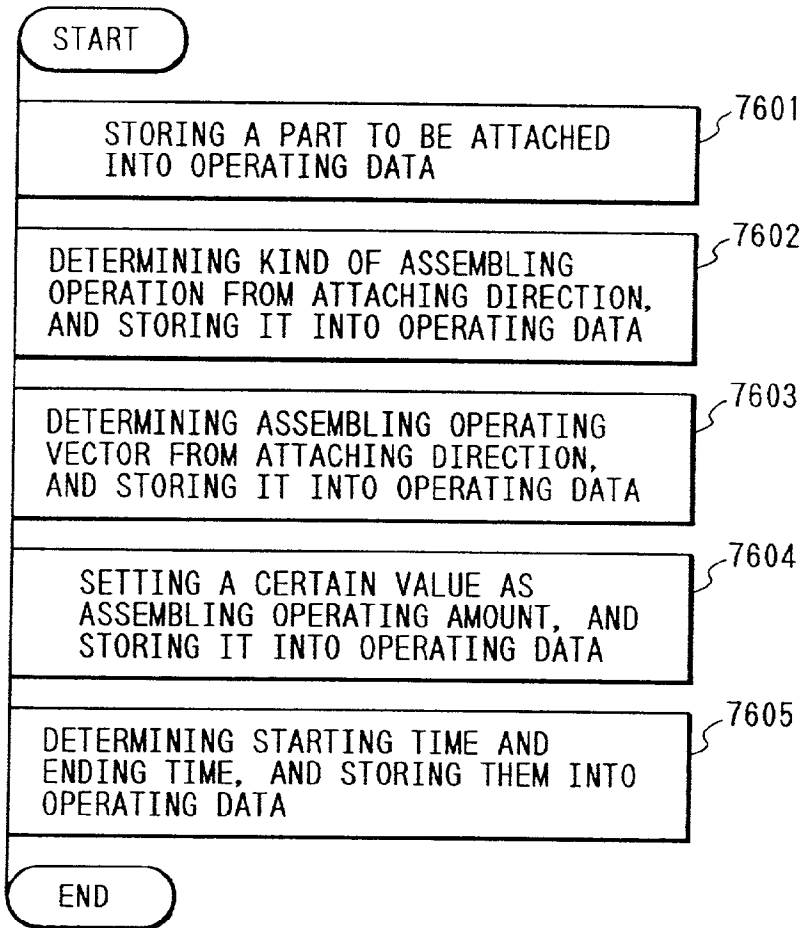 START
7601
STORING A PART TO BE ATTACHED
INTO OPERATING DATA
7602
DETERMINING KIND OF ASSEMBLING
OPERATION FROM ATTACHING DIRECTION,
AND STORING IT INTO OPERATING DATA
7603
DETERMINING ASSEMBLING OPERATING
VECTOR FROM ATTACHING DIRECTION,
AND STORING IT INTO OPERATING DATA
7604
SETTING A CERTAIN VALUE AS
ASSEMBLING OPERATING AMOUNT, AND
STORING IT INTO OPERATING DATA
7605
DETERMINING STARTING TIME AND
ENDING TIME, AND STORING THEM INTO
OPERATING DATA
END